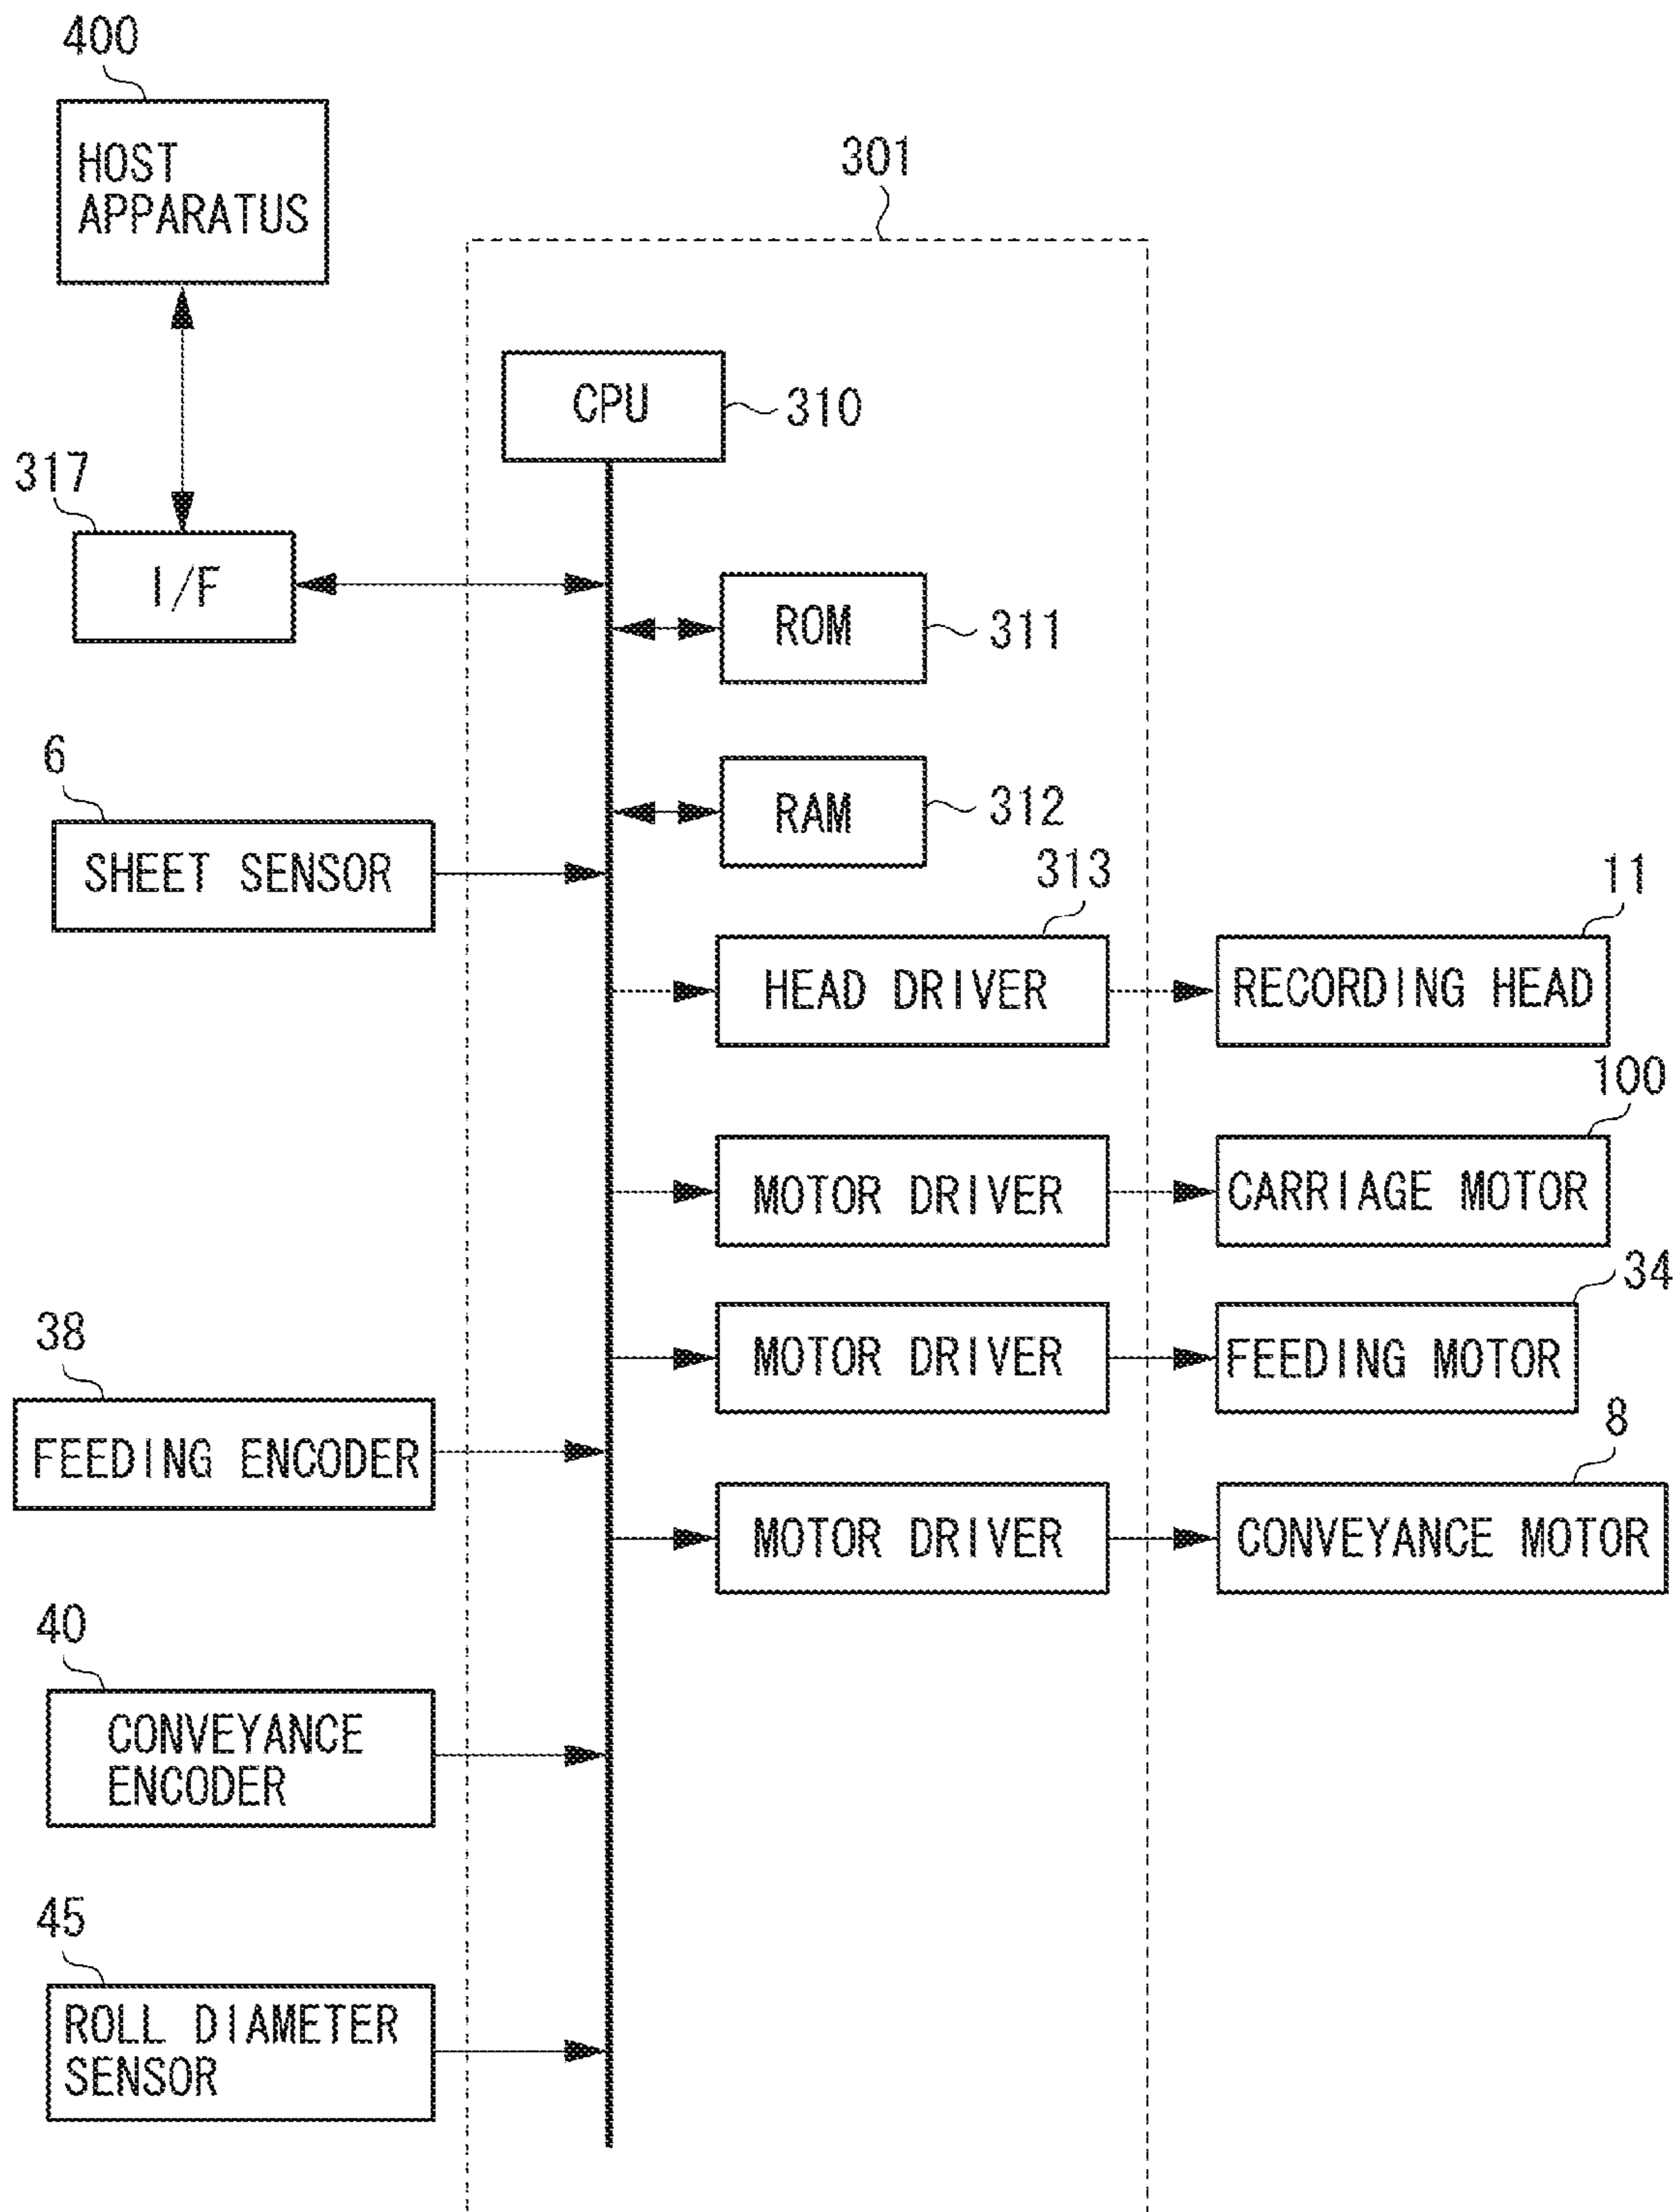 400
HOST
APPARATUS
301
CPU
310
317
I/F
ROM
311
6
RAM
312
SHEET SENSOR
313
11
HEAD DRIVER
RECORDING HEAD
100
MOTOR DRIVER
CARRIAGE MOTOR
34
38
MOTOR DRIVER
FEEDING MOTOR
8
FEEDING ENCODER
MOTOR DRIVER
CONVEYANCE MOTOR
40
CONVEYANCE
ENCODER
45
ROLL DIAMETER
SENSOR